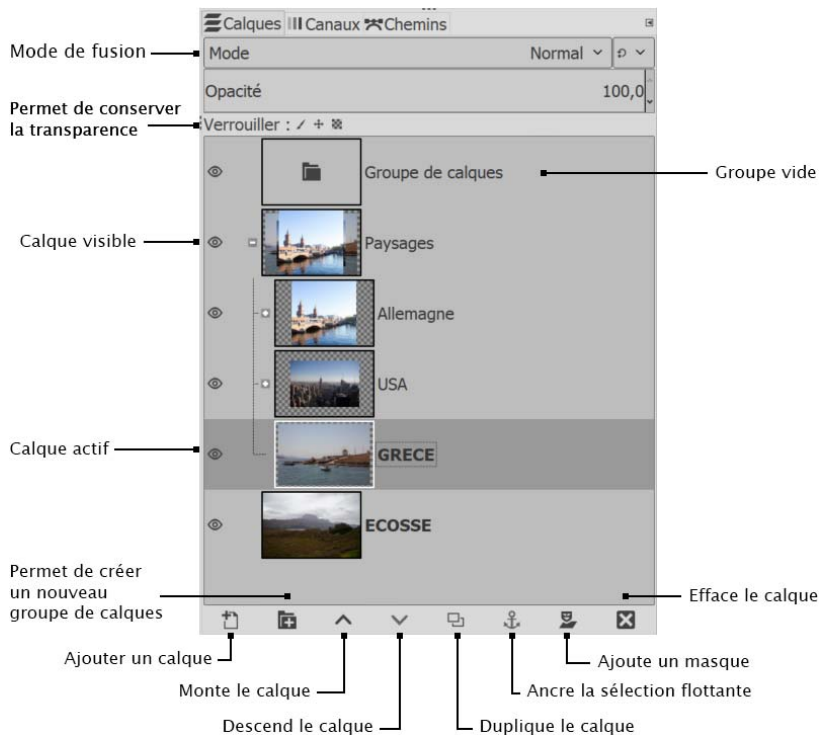 Calques Canaux Chemins
Mode de fusion
Mode Normal
Opacité 100,0
Permet de conserver
la transparence
Verrouiller :
Groupe de calques
Groupe vide
Calque visible
Paysages
Allemagne
USA
Calque actif
GRECE
ECOSSE
Permet de créer
un nouveau
groupe de calques
Efface le calque
Ajouter un calque
Ajoute un masque
Monte le calque
Ancre la sélection flottante
Descend le calque
Duplique le calque